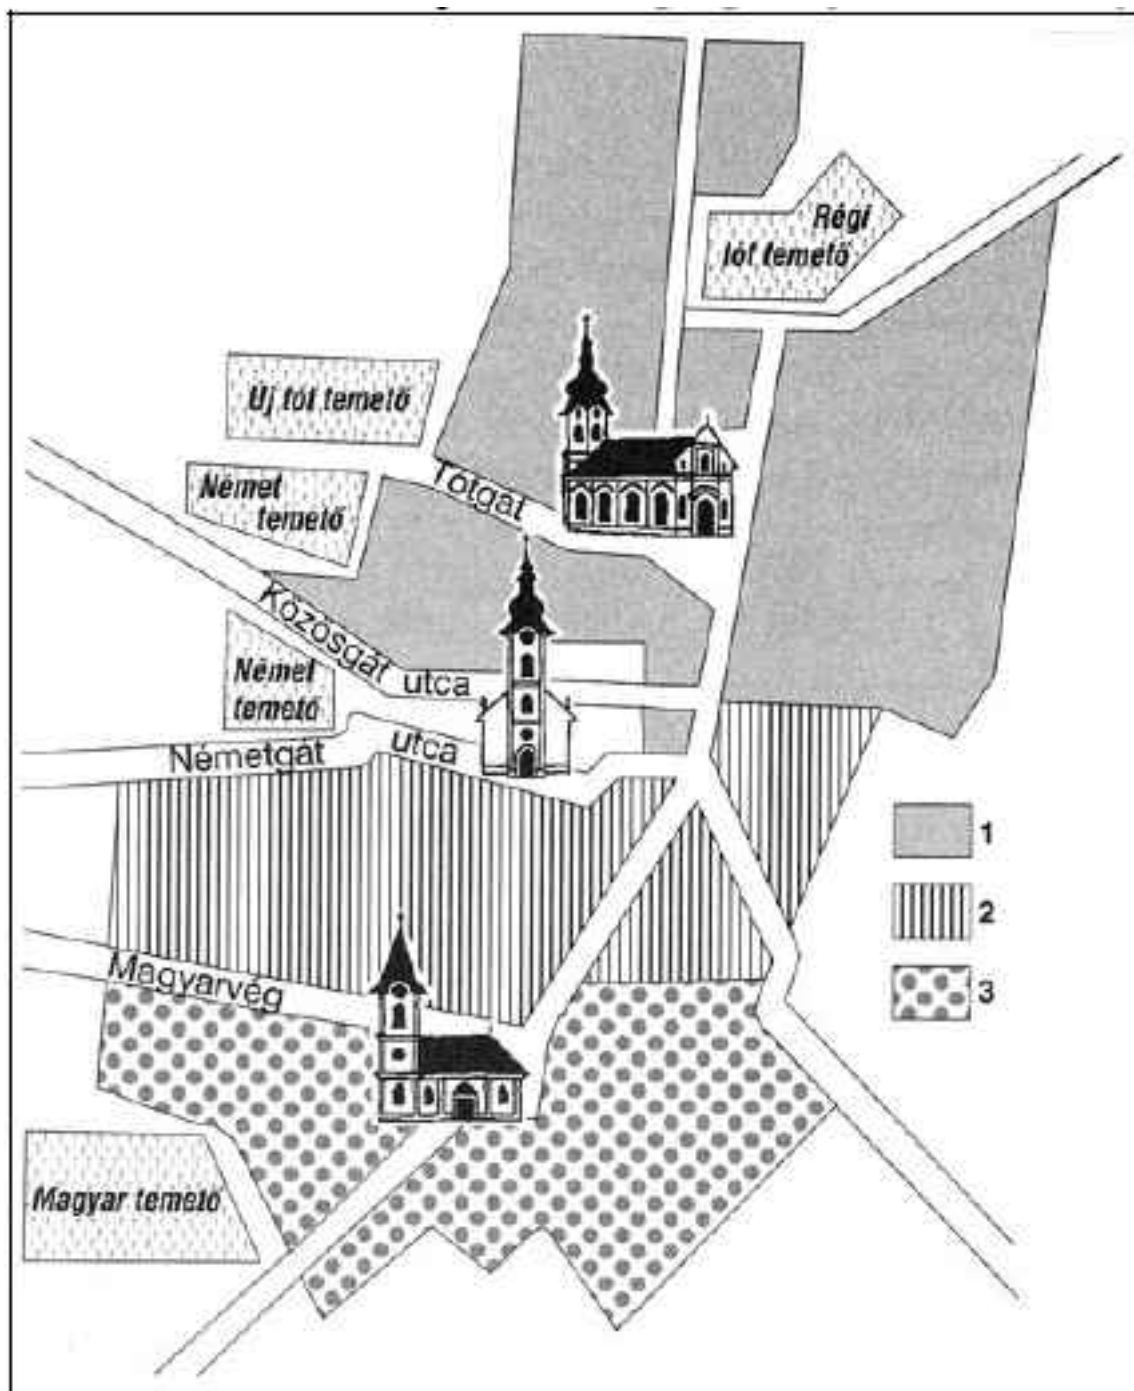 Régi
tót temető
Új tót temető
Német
temető
Tótgát
Közösgát utca
Német
temető
Németgát utca
1
2
3
Magyarvég
Magyar temető